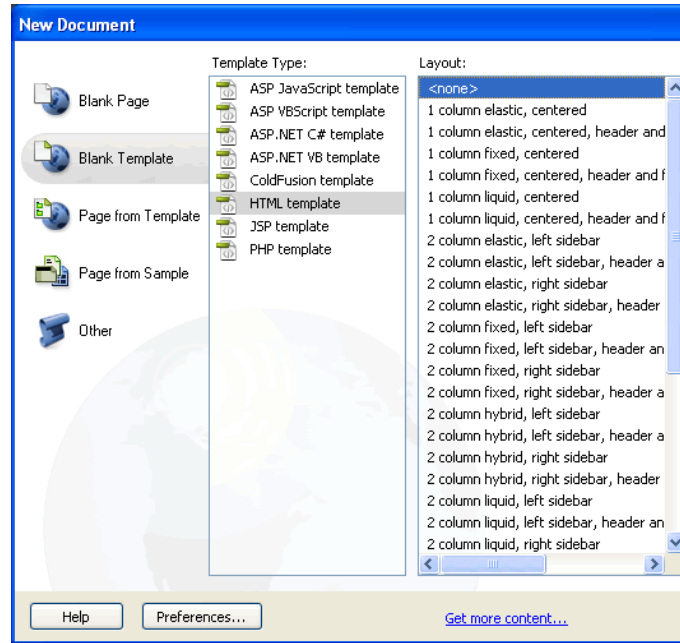 New Document
Blank Page
Blank Template
Page from Template
Page from Sample
Other
Template Type:
ASP JavaScript template
ASP VBScript template
ASP.NET C# template
ASP.NET VB template
ColdFusion template
HTML template
JSP template
PHP template
Layout:
<none>
1 column elastic, centered
1 column elastic, centered, header and
1 column fixed, centered
1 column fixed, centered, header and f
1 column liquid, centered
1 column liquid, centered, header and f
2 column elastic, left sidebar
2 column elastic, left sidebar, header a
2 column elastic, right sidebar
2 column elastic, right sidebar, header
2 column fixed, left sidebar
2 column fixed, left sidebar, header an
2 column fixed, right sidebar
2 column fixed, right sidebar, header a
2 column hybrid, left sidebar
2 column hybrid, left sidebar, header a
2 column hybrid, right sidebar
2 column hybrid, right sidebar, header
2 column liquid, left sidebar
2 column liquid, left sidebar, header an
2 column liquid, right sidebar
Help
Preferences...
Get more content...